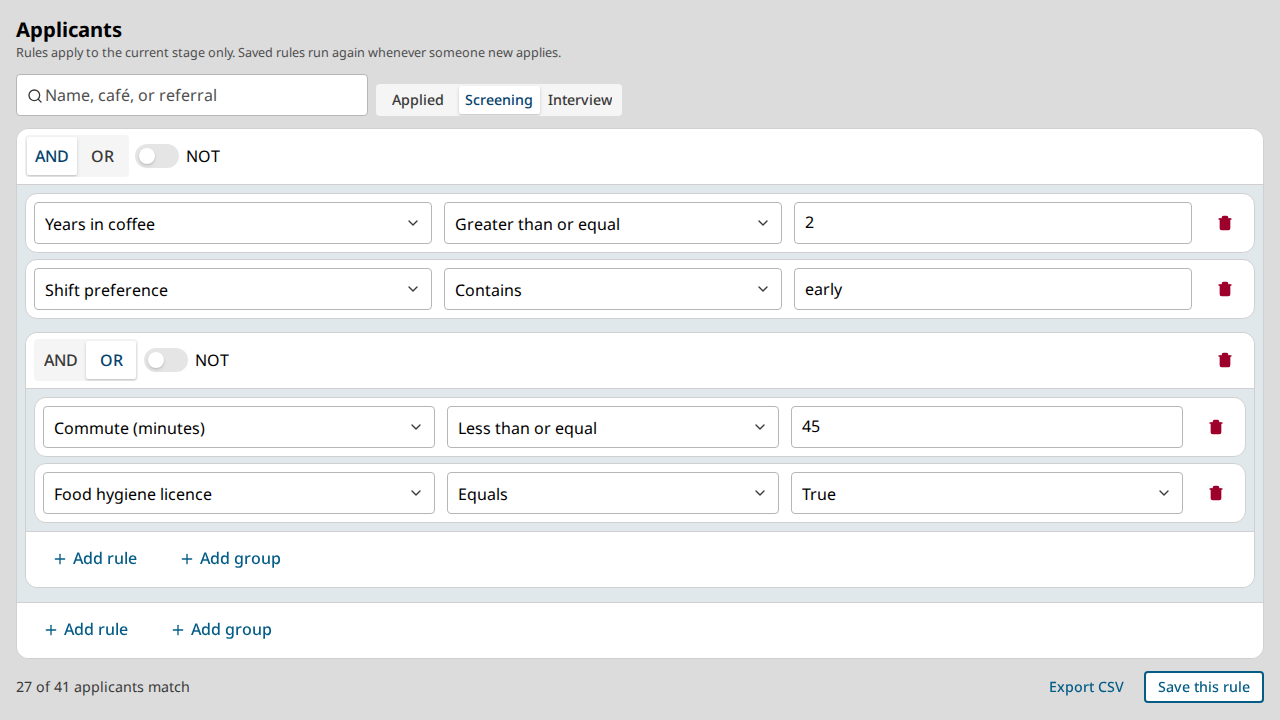 Applicants
Rules apply to the current stage only. Saved rules run again whenever someone new applies.
Name, café, or referral
Applied Screening Interview
AND OR NOT
Years in coffee Greater than or equal 2
Shift preference Contains early
AND OR NOT
Commute (minutes) Less than or equal 45
Food hygiene licence Equals True
Add rule Add group
Add rule Add group
27 of 41 applicants match Export CSV Save this rule